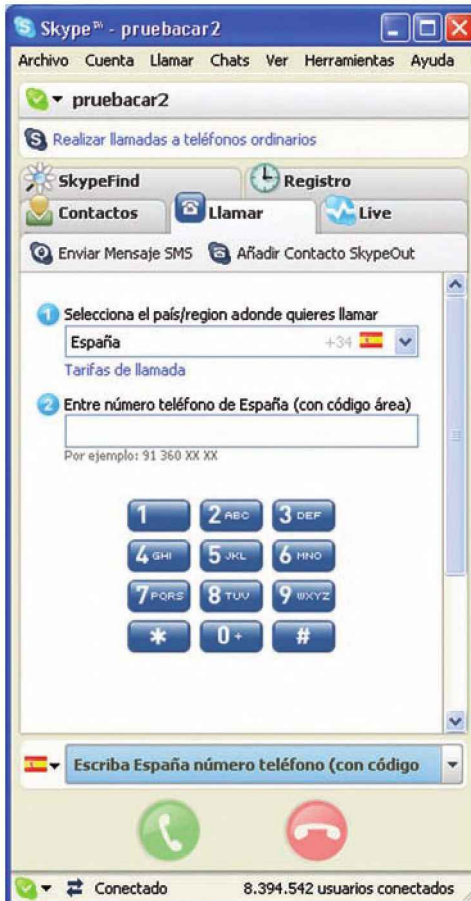 Skype™ - pruebacar2
Archivo Cuenta Llamar Chats Ver Herramientas Ayuda
pruebacar2
Realizar llamadas a teléfonos ordinarios
SkypeFind Registro
Contactos Llamar Live
Enviar Mensaje SMS Añadir Contacto SkypeOut
1 Selecciona el país/region adonde quieres llamar
España +34
Tarifas de llamada
2 Entre número teléfono de España (con código área)
Por ejemplo: 91 360 XX XX
1 2 ABC 3 DEF
4 GHI 5 JKL 6 MNO
7 PQRS 8 TUV 9 WXYZ
* 0 + #
Escriba España número teléfono (con código
Conectado 8.394.542 usuarios conectados